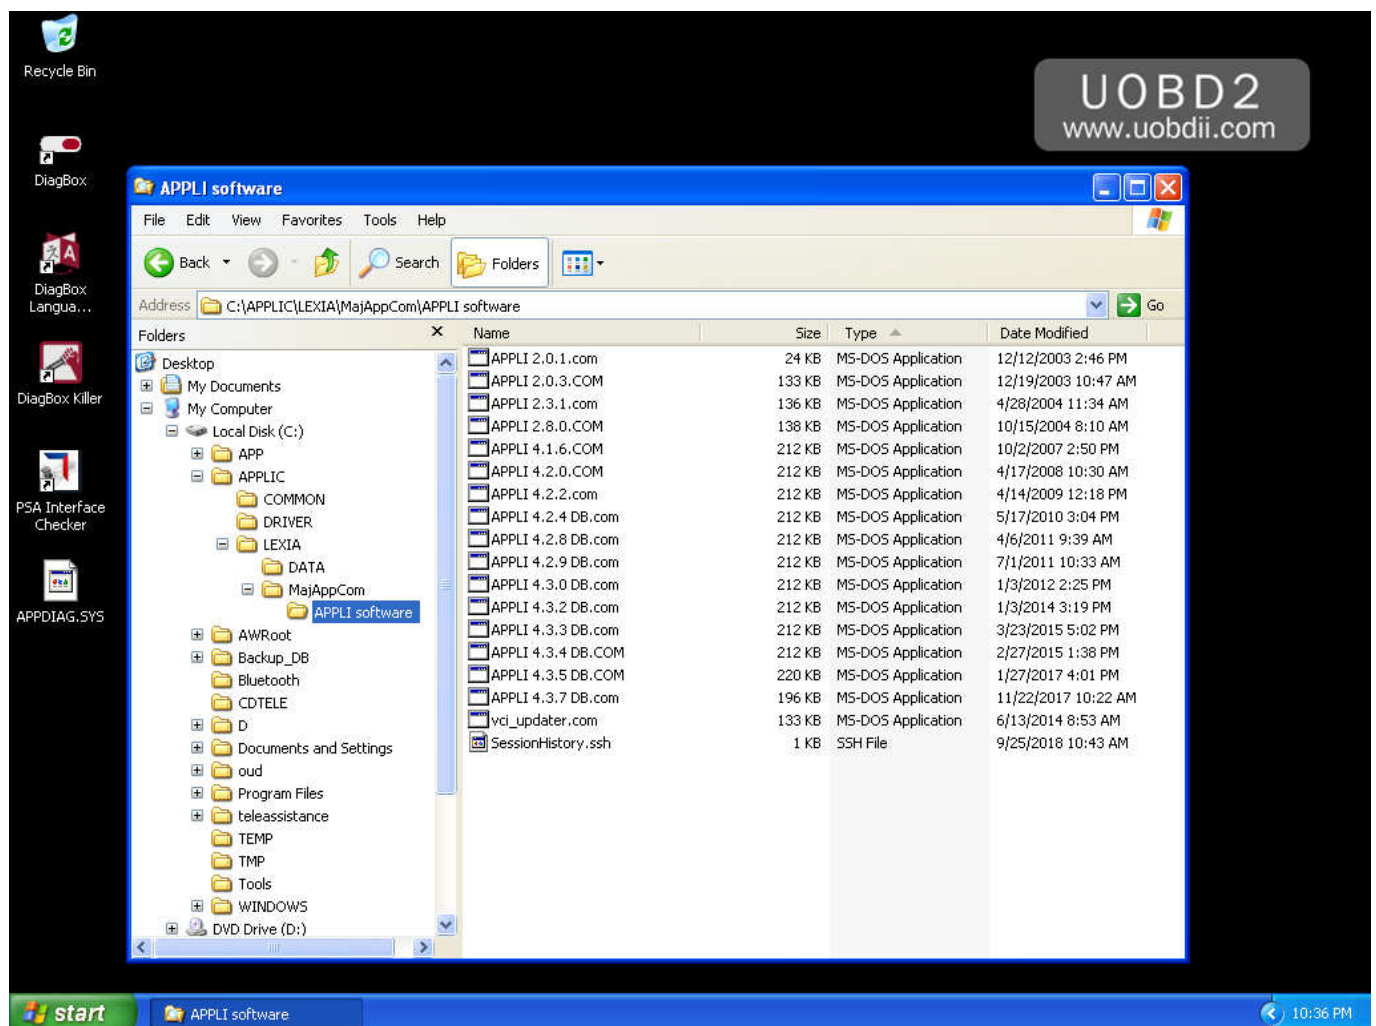 Recycle Bin
UOBD2
www.uobdii.com
DiagBox
DiagBox
Langua...
DiagBox Killer
PSA Interface
Checker
APPDIAG.SYS
APPLI software
File Edit View Favorites Tools Help
Back Search Folders
Address C:\APPLIC\LEXIA\MajAppCom\APPLI software Go
Folders
Desktop
My Documents
My Computer
Local Disk (C:)
APP
APPLIC
COMMON
DRIVER
LEXIA
DATA
MajAppCom
APPLI software
AWRoot
Backup_DB
Bluetooth
CDTELE
D
Documents and Settings
oud
Program Files
teleassistance
TEMP
TMP
Tools
WINDOWS
DVD Drive (D:)
Name Size Type Date Modified
APPLI 2.0.1.com 24 KB MS-DOS Application 12/12/2003 2:46 PM
APPLI 2.0.3.COM 133 KB MS-DOS Application 12/19/2003 10:47 AM
APPLI 2.3.1.com 136 KB MS-DOS Application 4/28/2004 11:34 AM
APPLI 2.8.0.COM 138 KB MS-DOS Application 10/15/2004 8:10 AM
APPLI 4.1.6.COM 212 KB MS-DOS Application 10/2/2007 2:50 PM
APPLI 4.2.0.COM 212 KB MS-DOS Application 4/17/2008 10:30 AM
APPLI 4.2.2.com 212 KB MS-DOS Application 4/14/2009 12:18 PM
APPLI 4.2.4 DB.com 212 KB MS-DOS Application 5/17/2010 3:04 PM
APPLI 4.2.8 DB.com 212 KB MS-DOS Application 4/6/2011 9:39 AM
APPLI 4.2.9 DB.com 212 KB MS-DOS Application 7/1/2011 10:33 AM
APPLI 4.3.0 DB.com 212 KB MS-DOS Application 1/3/2012 2:25 PM
APPLI 4.3.2 DB.com 212 KB MS-DOS Application 1/3/2014 3:19 PM
APPLI 4.3.3 DB.com 212 KB MS-DOS Application 3/23/2015 5:02 PM
APPLI 4.3.4 DB.COM 212 KB MS-DOS Application 2/27/2015 1:38 PM
APPLI 4.3.5 DB.COM 220 KB MS-DOS Application 1/27/2017 4:01 PM
APPLI 4.3.7 DB.com 196 KB MS-DOS Application 11/22/2017 10:22 AM
vci_updater.com 133 KB MS-DOS Application 6/13/2014 8:53 AM
SessionHistory.ssh 1 KB SSH File 9/25/2018 10:43 AM
start APPLI software 10:36 PM